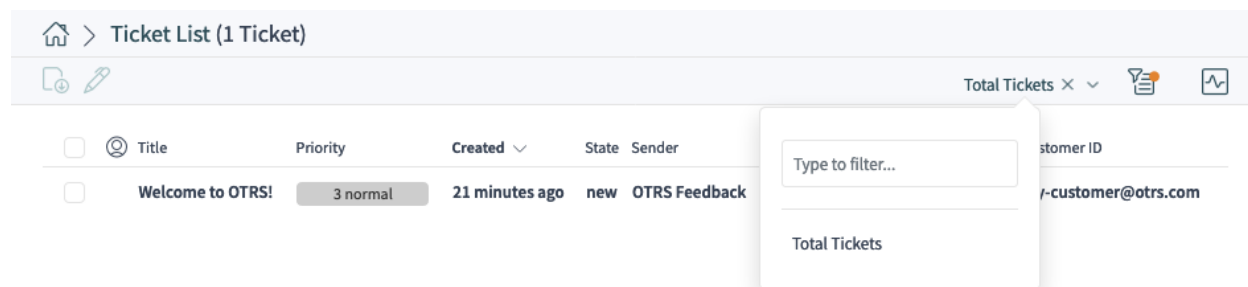 Ticket List (1 Ticket)
Total Tickets
Title Priority Created State Sender stomer ID
Type to filter...
Welcome to OTRS! 3 normal 21 minutes ago new OTRS Feedback y-customer@otrs.com
Total Tickets